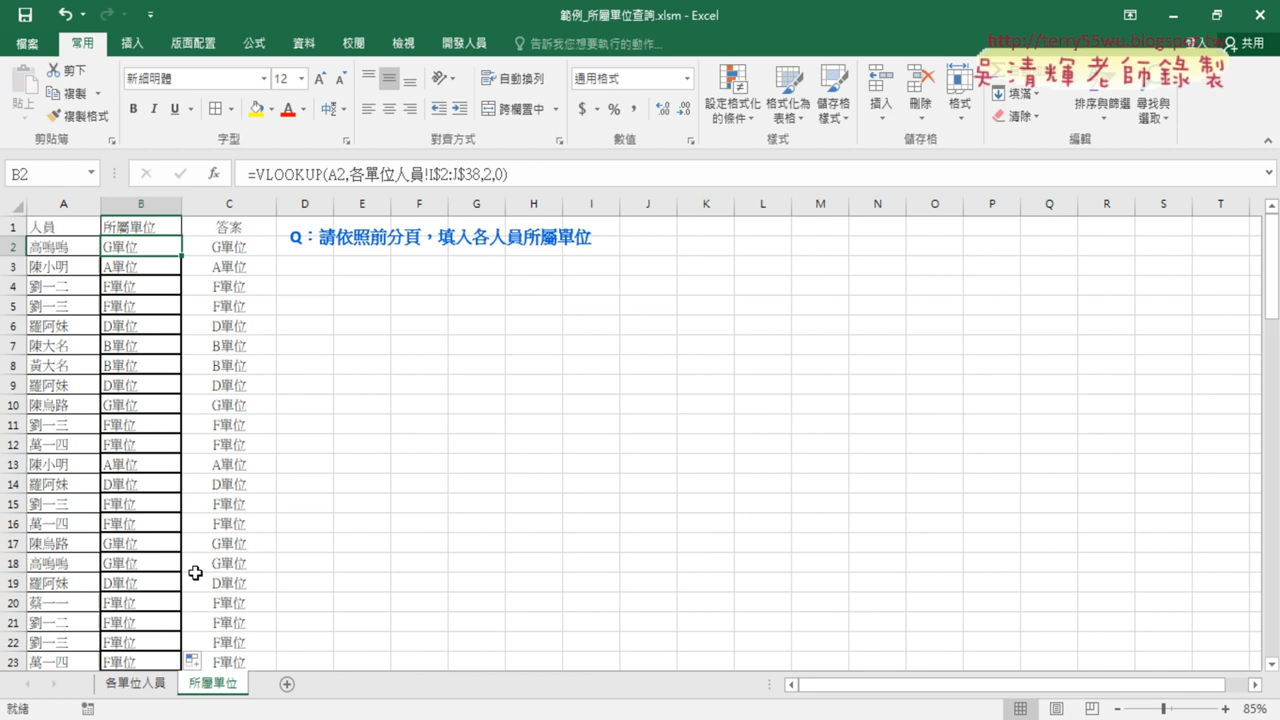 範例_所屬單位查詢.xlsm - Excel
檔案 常用 插入 版面配置 公式 資料 校閱 檢視 開發人員 告訴我您想要執行的動作... 共用
http://terry55wu.blogspot.tw
吳清輝老師錄製
貼上 剪下 複製 複製格式 剪貼簿
新細明體 12 A A B I U A 中 字型
自動換列 跨欄置中 對齊方式
通用格式 $ % , 數值
設定格式化的條件 格式化為表格 儲存格樣式 樣式
插入 刪除 格式 儲存格
填滿 清除 排序與篩選 尋找與選取 編輯
B2 fx =VLOOKUP(A2,各單位人員!I$2:J$38,2,0)
A B C D E F G H I J K L M N O P Q R S T
1 人員 所屬單位 答案
Q：請依照前分頁，填入各人員所屬單位
2 高嗚嗚 G單位 G單位
3 陳小明 A單位 A單位
4 劉一二 F單位 F單位
5 劉一三 F單位 F單位
6 羅阿妹 D單位 D單位
7 陳大名 B單位 B單位
8 黃大名 B單位 B單位
9 羅阿妹 D單位 D單位
10 陳烏路 G單位 G單位
11 劉一三 F單位 F單位
12 萬一四 F單位 F單位
13 陳小明 A單位 A單位
14 羅阿妹 D單位 D單位
15 劉一三 F單位 F單位
16 萬一四 F單位 F單位
17 陳烏路 G單位 G單位
18 高嗚嗚 G單位 G單位
19 羅阿妹 D單位 D單位
20 蔡一一 F單位 F單位
21 劉一二 F單位 F單位
22 劉一三 F單位 F單位
23 萬一四 F單位 F單位
各單位人員 所屬單位
就緒 85%